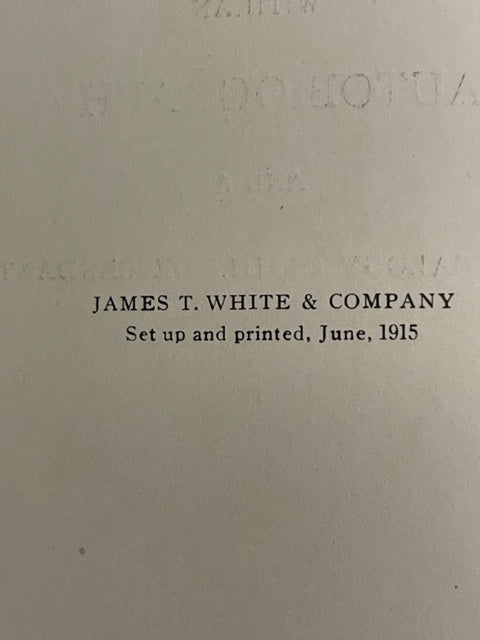 JAMES T. WHITE & COMPANY
Set up and printed, June, 1915